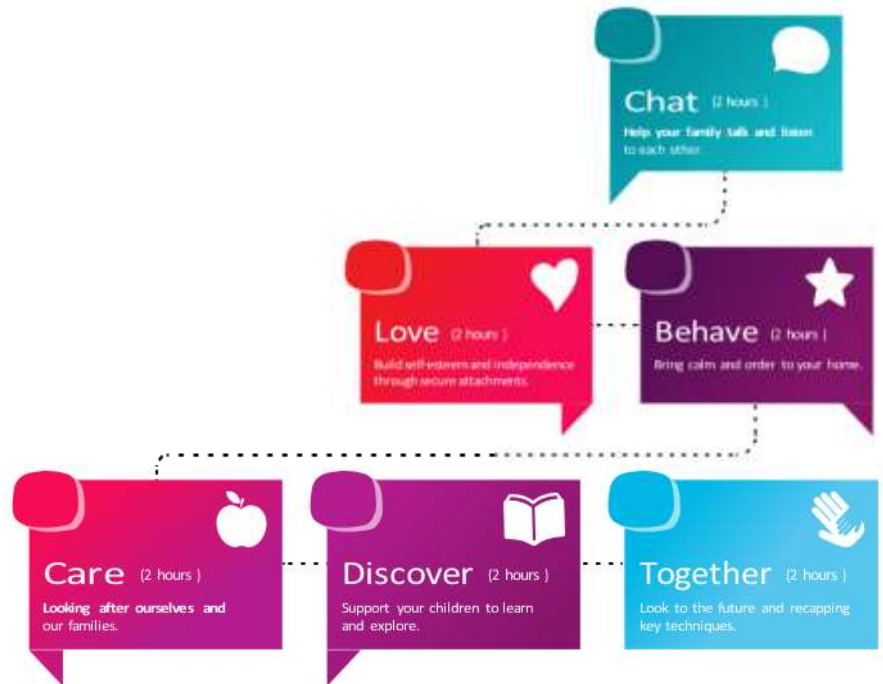 Chat (2 hours )
Help your family talk and listen
to each other.
Love (2 hours )
Build self-esteem and independence
through secure attachments.
Behave (2 hours )
Bring calm and order to your home.
Care (2 hours )
Looking after ourselves and
our families.
Discover (2 hours )
Support your children to learn
and explore.
Together (2 hours )
Look to the future and recapping
key techniques.